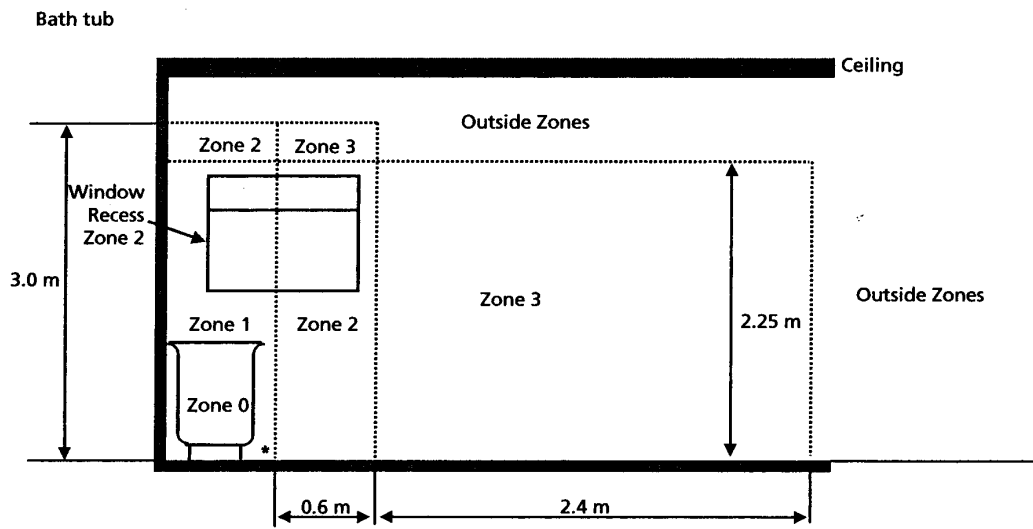 Bath tub
Ceiling
Outside Zones
Zone 2
Zone 3
Window
Recess
Zone 2
3.0 m
Zone 3
Outside Zones
2.25 m
Zone 1
Zone 2
Zone 0
*
0.6 m
2.4 m